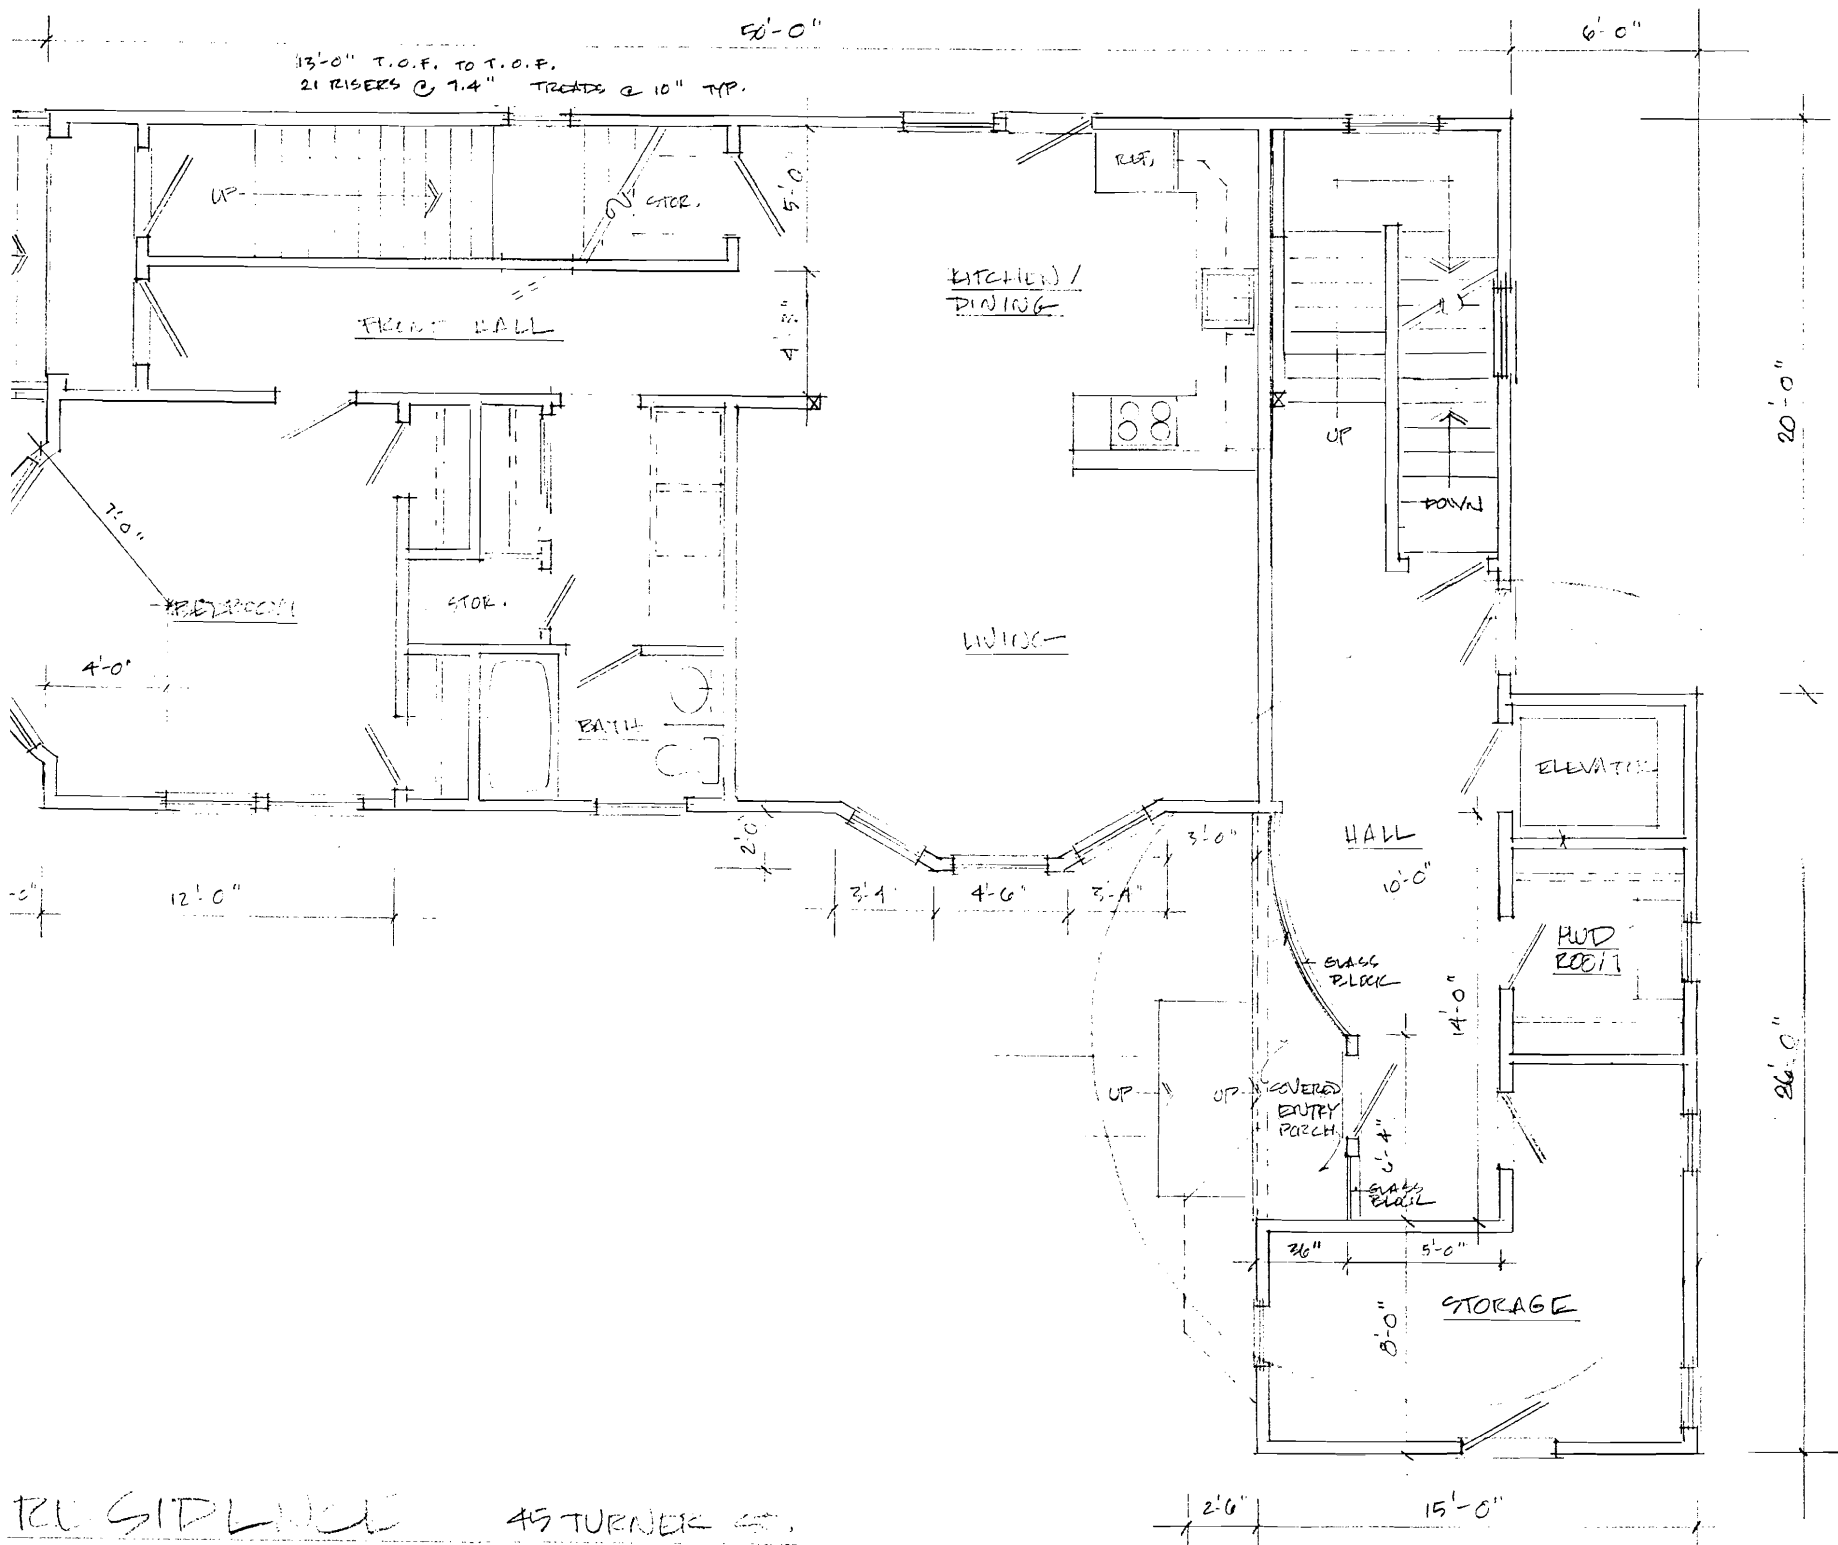 50'-0"
6'-0"
13'-0" T.O.F. TO T.O.F.
21 RISERS @ 7.4" TREADS @ 10" TYP.
REF.
UP
STOR.
5'-0
KITCHEN /
DINING
FRONT HALL
4'-3"
20'-0"
UP
DOWN
7'-0"
BEDROOM
STOR.
LIVING
4'-0"
BATH
ELEVATOR
2'-0
3'-0"
HALL
10'-0"
-0"
12'-0"
3'-4
4'-6"
3'-4"
MUD
ROOM
GLASS
BLOCK
14'-0"
26'-0"
UP
UP
COVERED
ENTRY
PORCH
6'-4"
GLASS
BLOCK
36"
5'-0"
STORAGE
8'-0"
RESIDENCE
45 TURNER ST.
2'-6"
15'-0"